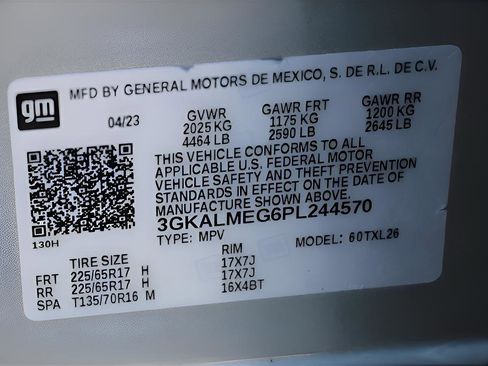 gm
MFD BY GENERAL MOTORS DE MEXICO, S. DE R.L. DE C.V.
04/23 GVWR GAWR FRT GAWR RR
2025 KG 1175 KG 1200 KG
4464 LB 2590 LB 2645 LB
THIS VEHICLE CONFORMS TO ALL
APPLICABLE U.S. FEDERAL MOTOR
VEHICLE SAFETY AND THEFT PREVENTION
STANDARDS IN EFFECT ON THE DATE OF
MANUFACTURE SHOWN ABOVE.
3GKALMEG6PL244570
130H
TYPE: MPV MODEL: 60TXL26
TIRE SIZE RIM
FRT 225/65R17 H 17X7J
RR 225/65R17 H 17X7J
SPA T135/70R16 M 16X4BT